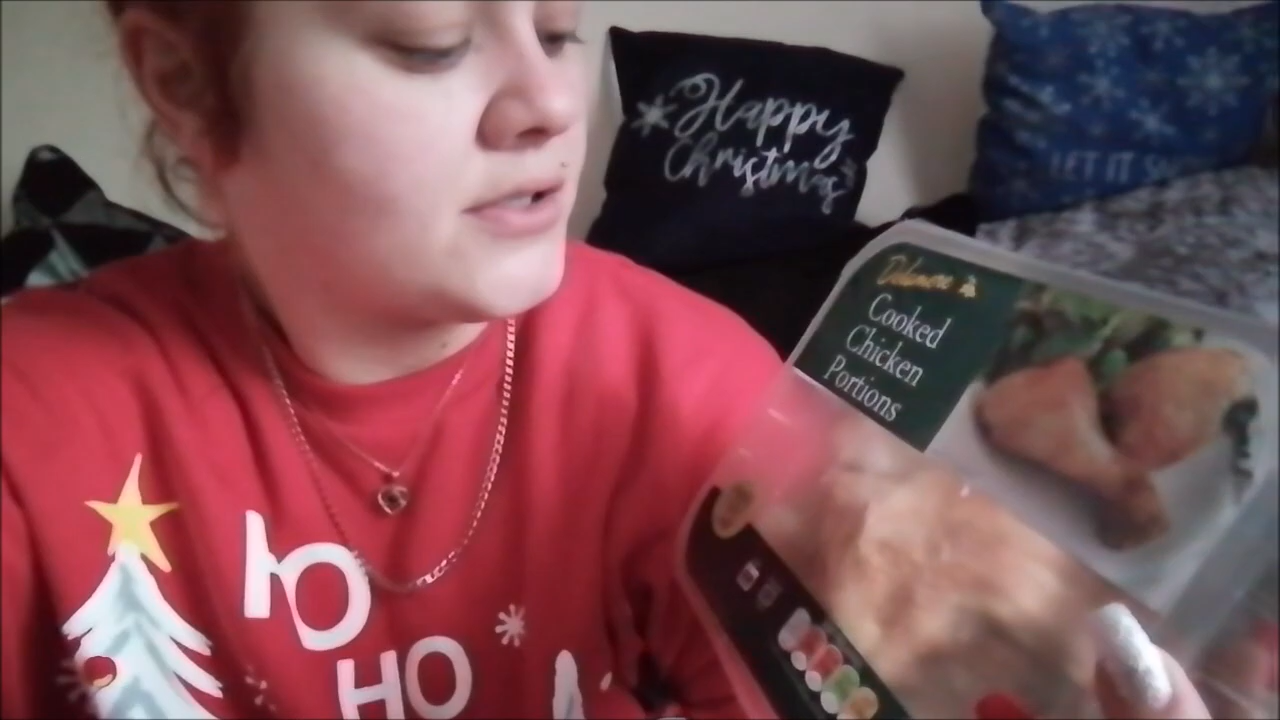 Happy
Christmas
LET IT
Cooked
Chicken
Portions
HO
HO